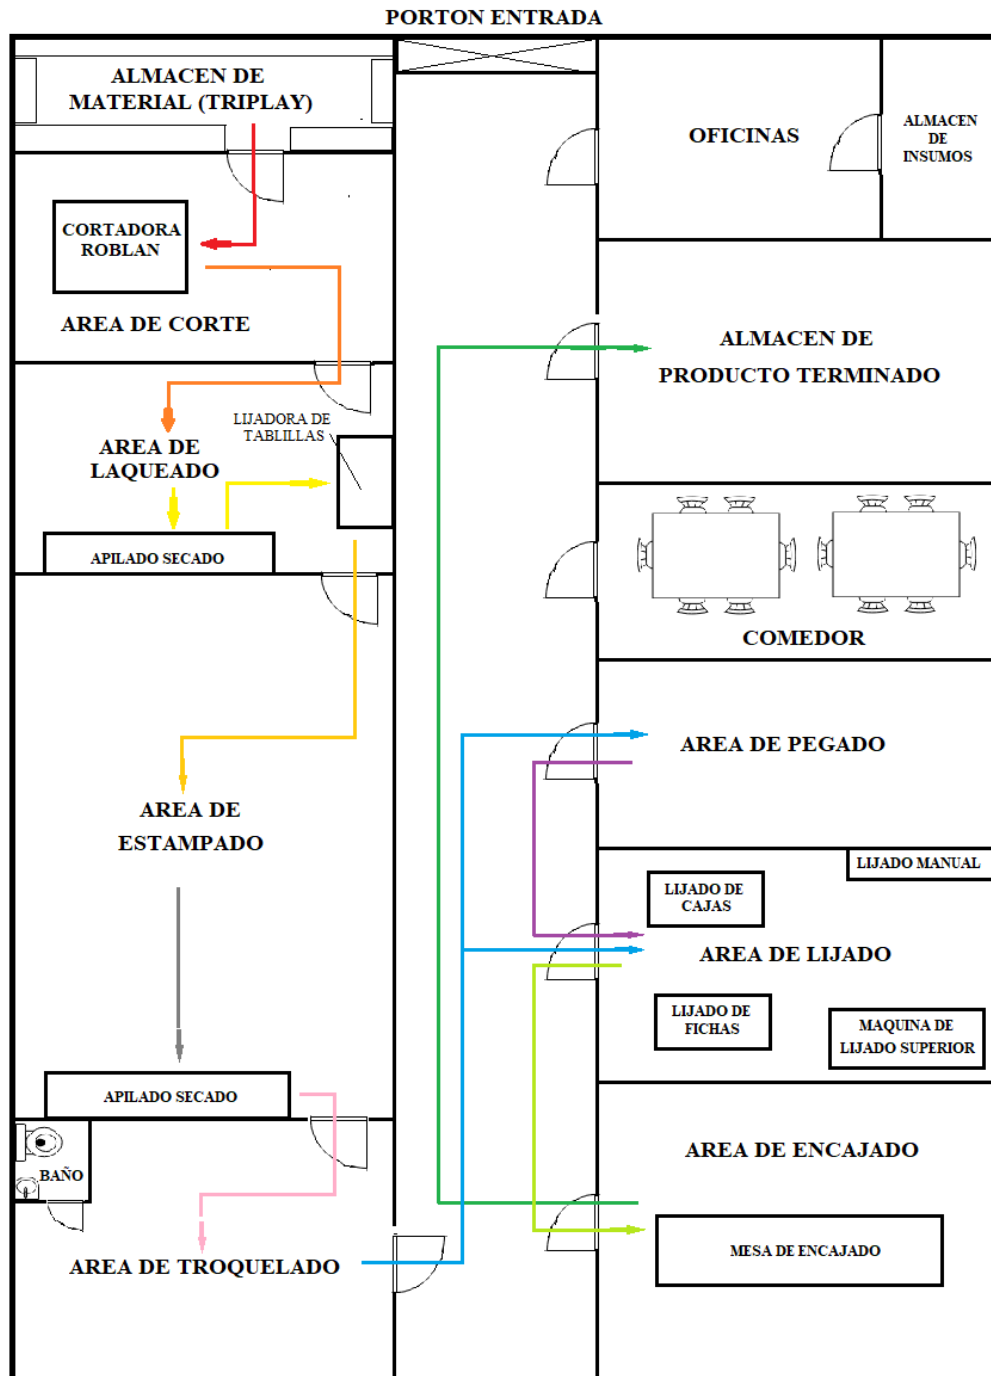 PORTON ENTRADA
ALMACEN DE
MATERIAL (TRIPLAY)
OFICINAS
ALMACEN
DE
INSUMOS
CORTADORA
ROBLAN
AREA DE CORTE
ALMACEN DE
PRODUCTO TERMINADO
LIJADORA DE
TABLILLAS
AREA DE
LAQUEADO
APILADO SECADO
COMEDOR
AREA DE PEGADO
AREA DE
ESTAMPADO
LIJADO MANUAL
LIJADO DE
CAJAS
AREA DE LIJADO
LIJADO DE
FICHAS
MAQUINA DE
LIJADO SUPERIOR
APILADO SECADO
BAÑO
AREA DE ENCAJADO
MESA DE ENCAJADO
AREA DE TROQUELADO